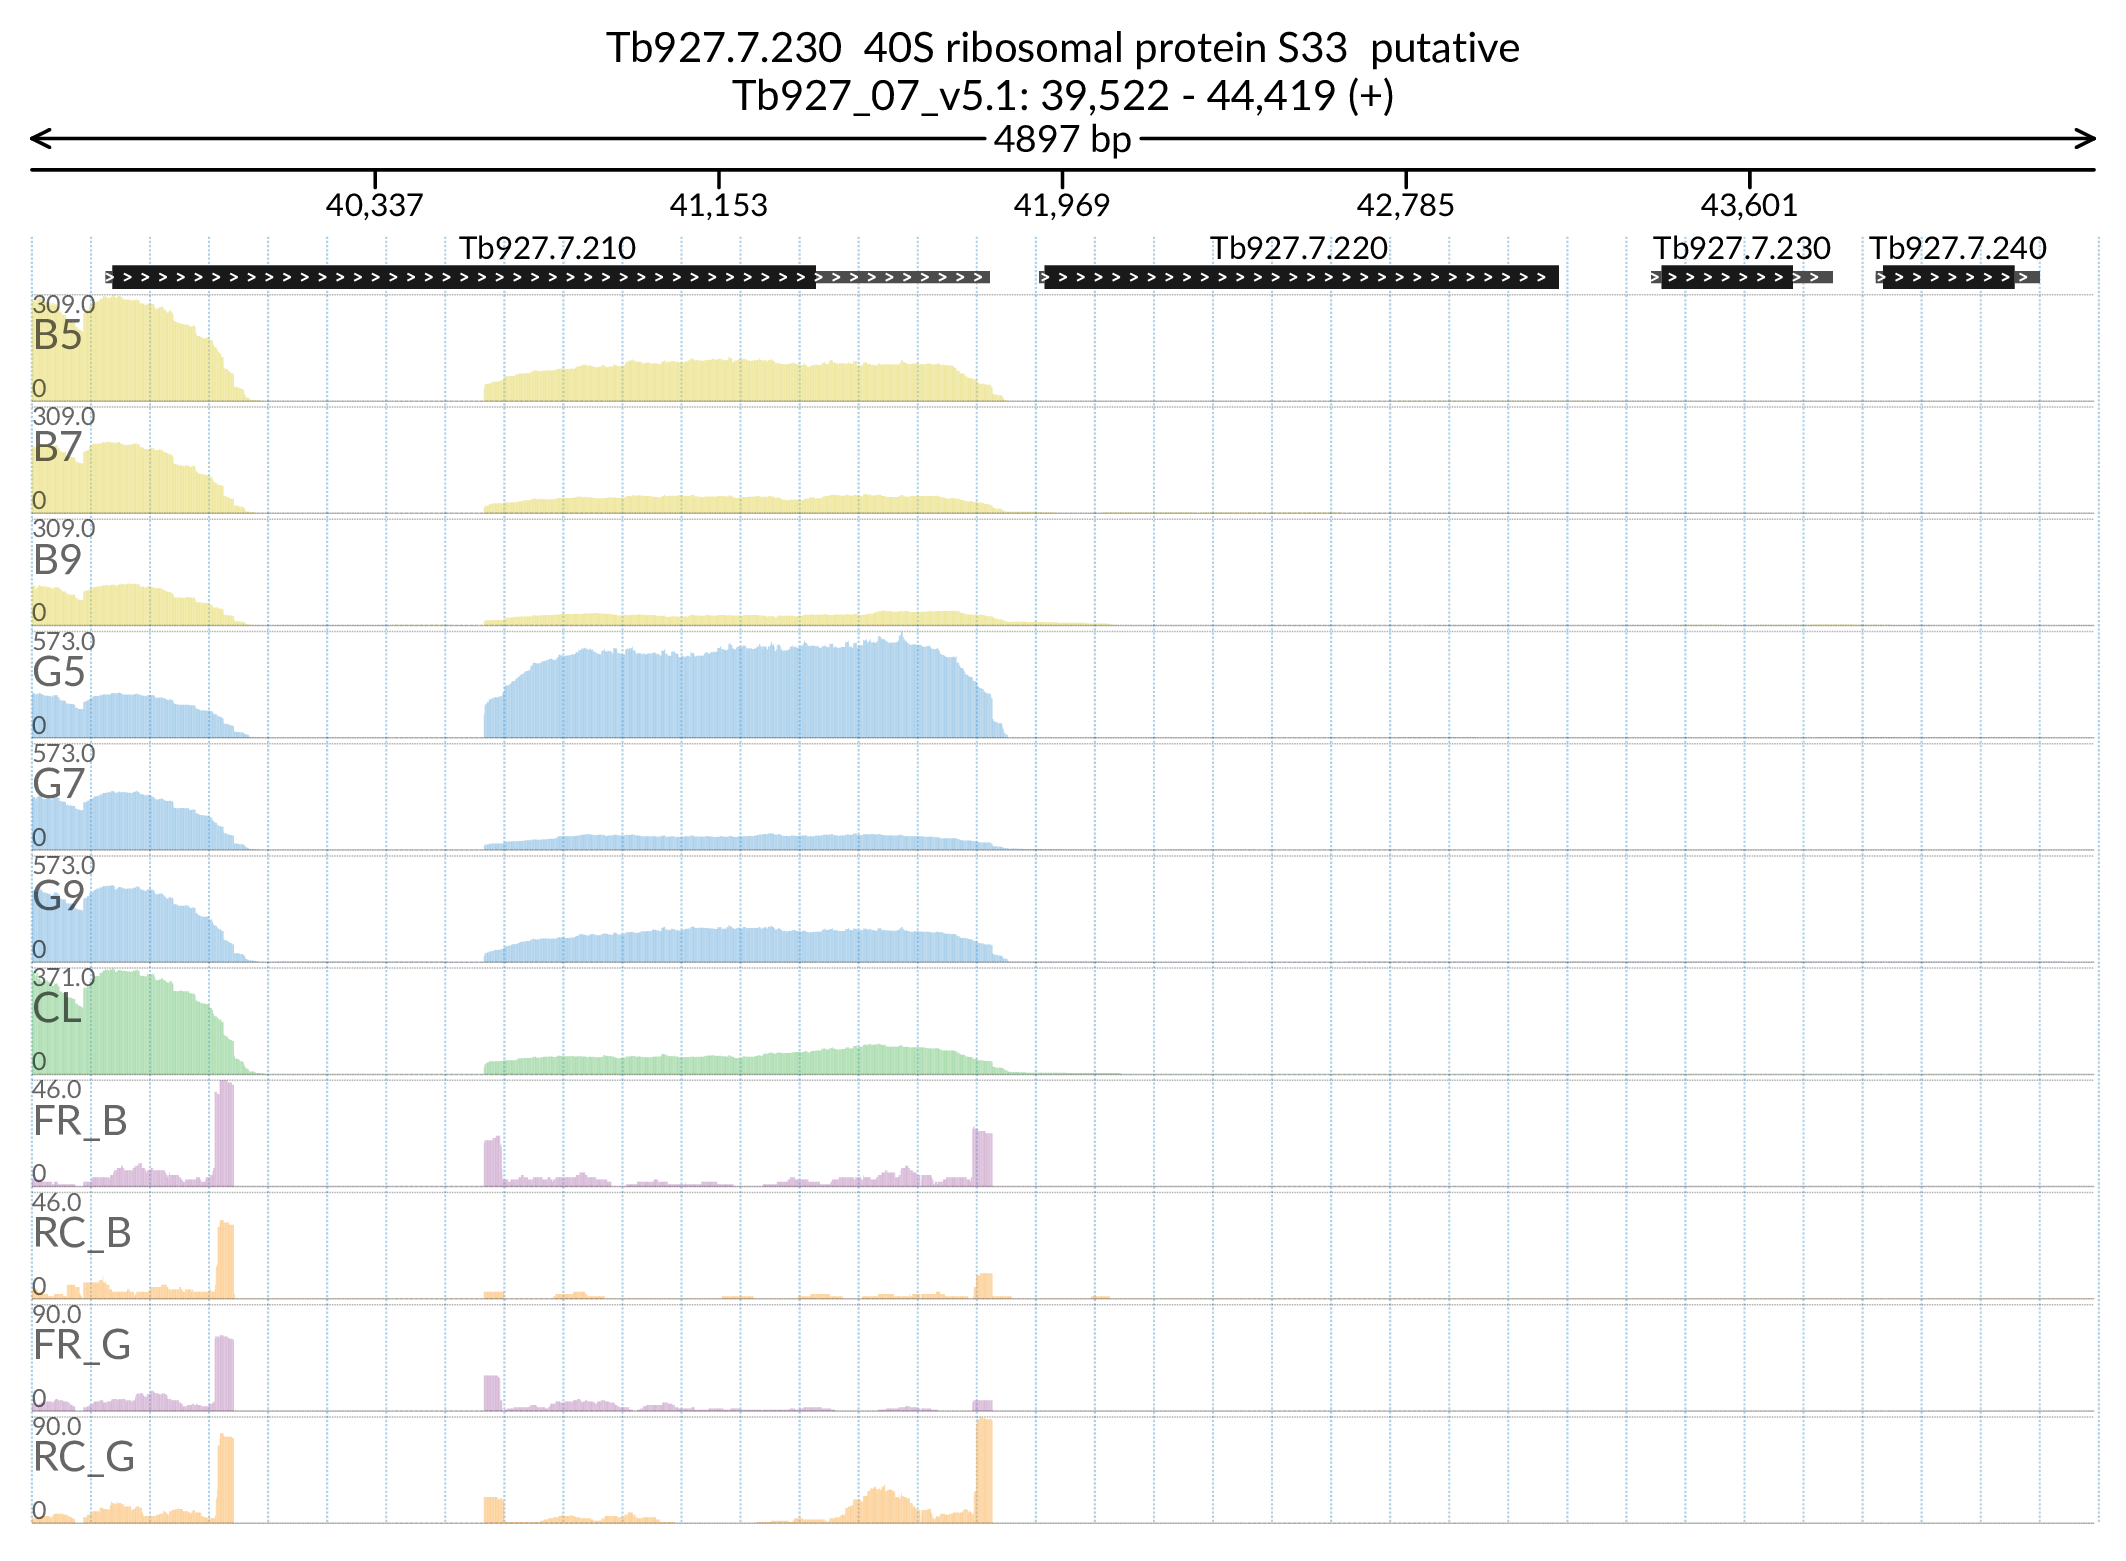 Tb927.7.230  40S ribosomal protein S33  putative
Tb927_07_v5.1: 39,522 - 44,419 (+)
4897 bp
40,337 41,153 41,969 42,785 43,601
Tb927.7.210 Tb927.7.220 Tb927.7.230 Tb927.7.240
309.0
B5
0
309.0
B7
0
309.0
B9
0
573.0
G5
0
573.0
G7
0
573.0
G9
0
371.0
CL
0
46.0
FR_B
0
46.0
RC_B
0
90.0
FR_G
0
90.0
RC_G
0